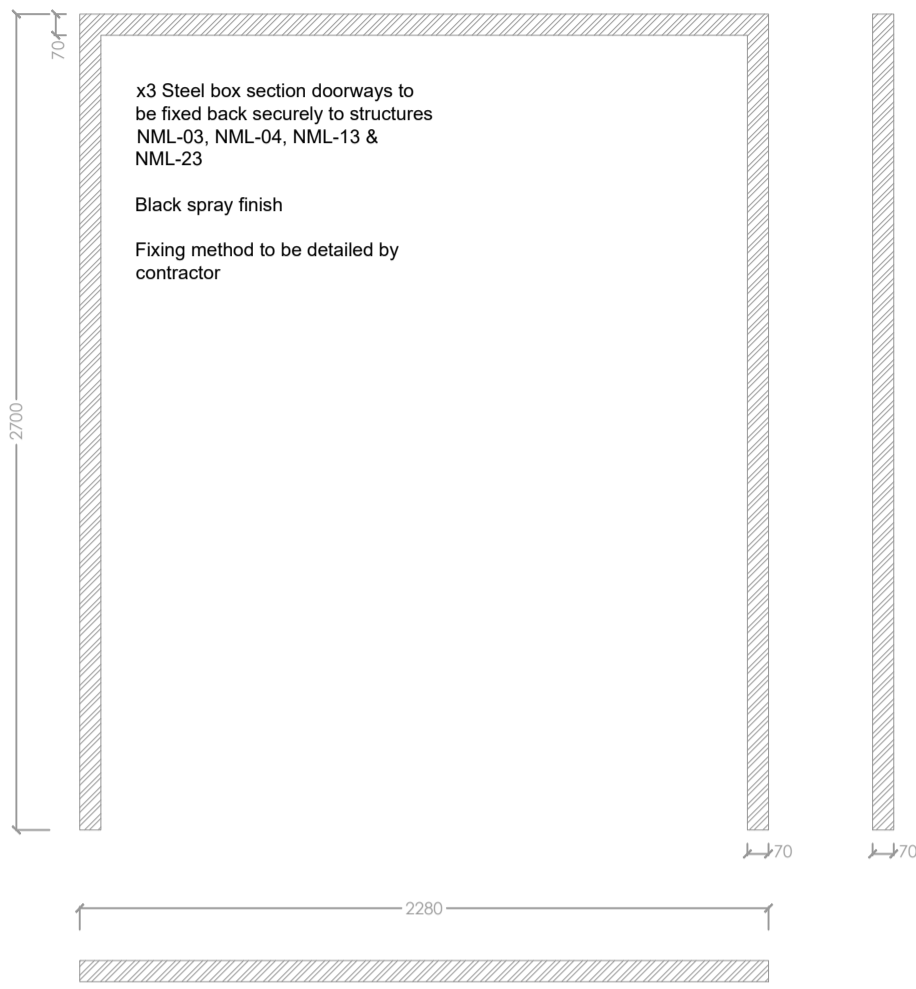 70
x3 Steel box section doorways to
be fixed back securely to structures
NML-03, NML-04, NML-13 &
NML-23
Black spray finish
Fixing method to be detailed by
contractor
2700
70
70
2280